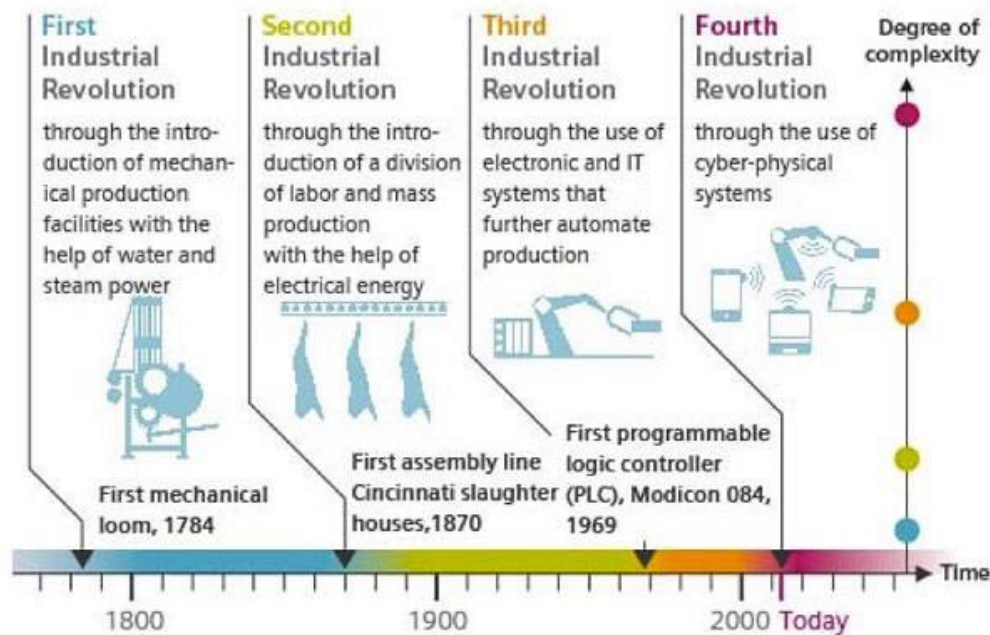 First
Industrial
Revolution
through the intro-
duction of mechan-
ical production
facilities with the
help of water and
steam power
Second
Industrial
Revolution
through the intro-
duction of a division
of labor and mass
production
with the help of
electrical energy
Third
Industrial
Revolution
through the use of
electronic and IT
systems that
further automate
production
Fourth
Industrial
Revolution
through the use of
cyber-physical
systems
Degree of
complexity
First mechanical
loom, 1784
First assembly line
Cincinnati slaughter
houses,1870
First programmable
logic controller
(PLC), Modicon 084,
1969
Time
1800
1900
2000
Today